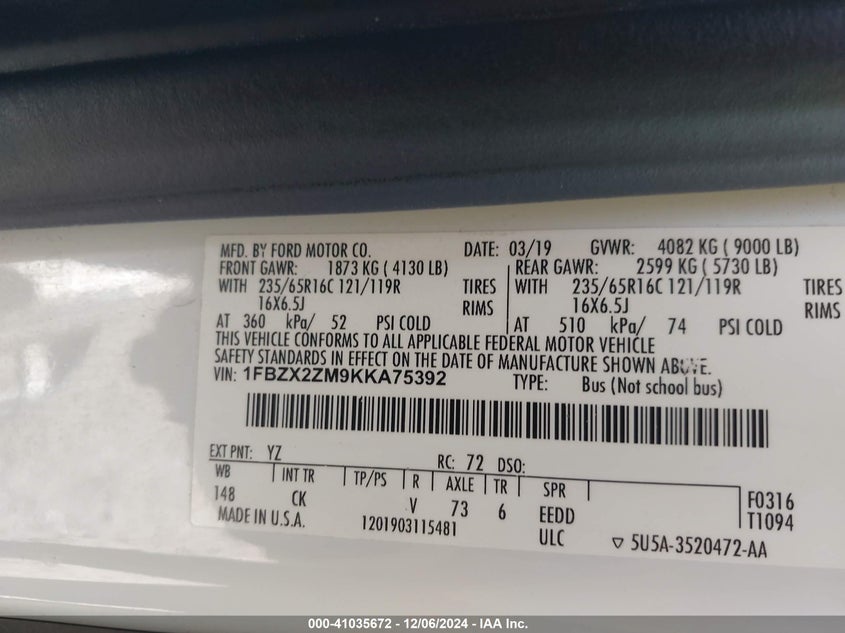 MFD. BY FORD MOTOR CO. DATE: 03/19 GVWR: 4082 KG ( 9000 LB)
FRONT GAWR: 1873 KG ( 4130 LB) REAR GAWR: 2599 KG ( 5730 LB)
WITH 235/65R16C 121/119R TIRES WITH 235/65R16C 121/119R TIRES
16X6.5J RIMS 16X6.5J RIMS
AT 360 kPa/ 52 PSI COLD AT 510 kPa/ 74 PSI COLD
THIS VEHICLE CONFORMS TO ALL APPLICABLE FEDERAL MOTOR VEHICLE
SAFETY STANDARDS IN EFFECT ON THE DATE OF MANUFACTURE SHOWN ABOVE.
VIN: 1FBZX2ZM9KKA75392 TYPE: Bus (Not school bus)
EXT PNT: YZ RC: 72 DSO:
WB INT TR TP/PS R AXLE TR SPR F0316
148 CK V 73 6 EEDD T1094
MADE IN U.S.A. 1201903115481 ULC ▽ 5U5A-3520472-AA
000-41035672 - 12/06/2024 - IAA Inc.